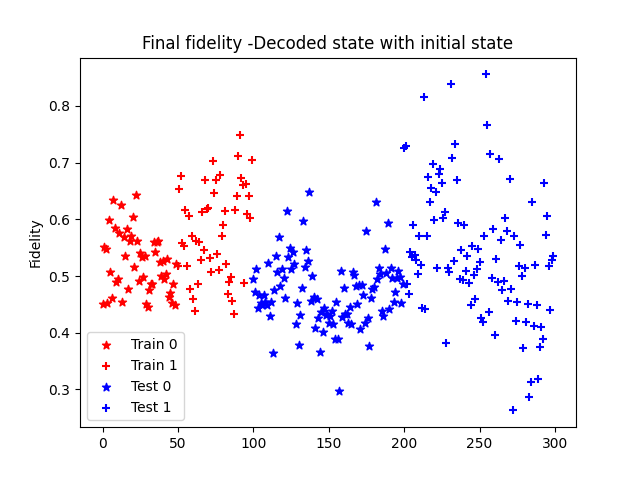 Final fidelity -Decoded state with initial state
Fidelity
0.8
0.7
0.6
0.5
0.4
0.3
Train 0
Train 1
Test 0
Test 1
0 50 100 150 200 250 300